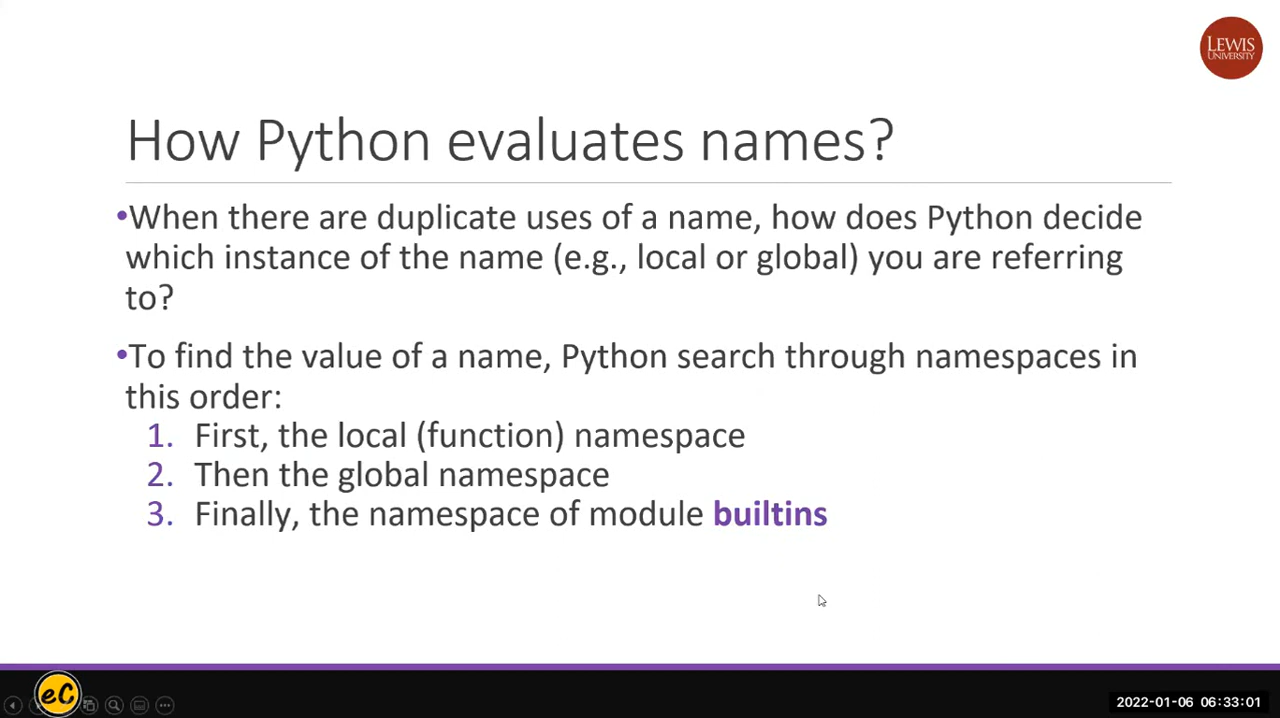 LEWIS
UNIVERSITY
How Python evaluates names?
•When there are duplicate uses of a name, how does Python decide
which instance of the name (e.g., local or global) you are referring
to?
•To find the value of a name, Python search through namespaces in
this order:
1. First, the local (function) namespace
2. Then the global namespace
3. Finally, the namespace of module builtins
eC
2022-01-06 06:33:01